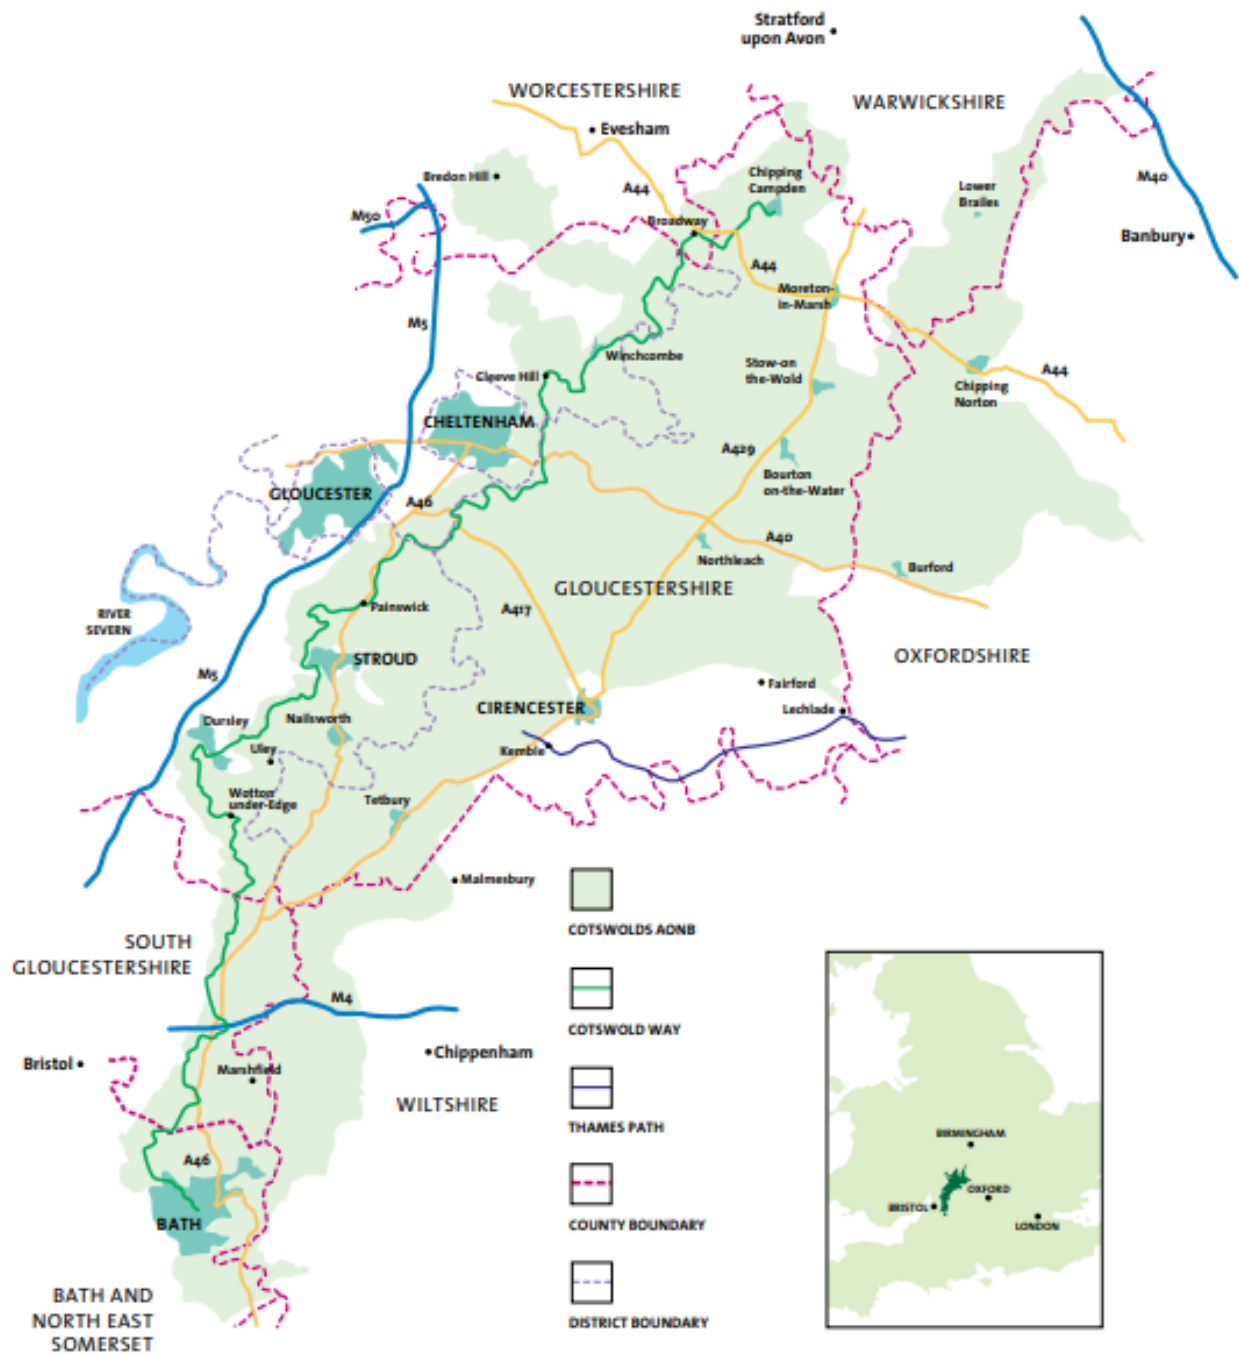 Stratford
upon Avon
WORCESTERSHIRE
WARWICKSHIRE
Evesham
Bredon Hill
A44
Chipping
Campden
Lower
Brailes
M40
M50
Broadway
Banbury
A44
Moreton-
in-Marsh
M5
Winchcombe
Stow-on
the-Wold
Cleeve Hill
A44
Chipping
Norton
CHELTENHAM
A429
Bourton
on-the-Water
GLOUCESTER
A46
A40
Northleach
Burford
GLOUCESTERSHIRE
RIVER
SEVERN
Painswick
A417
STROUD
OXFORDSHIRE
M5
Fairford
CIRENCESTER
Lechlade
Dursley
Nailsworth
Uley
Kemble
Wotton
under-Edge
Tetbury
Malmesbury
COTSWOLDS AONB
SOUTH
GLOUCESTERSHIRE
M4
COTSWOLD WAY
Bristol
Chippenham
Marshfield
WILTSHIRE
THAMES PATH
A46
BATH
COUNTY BOUNDARY
BATH AND
NORTH EAST
SOMERSET
DISTRICT BOUNDARY
BIRMINGHAM
OXFORD
BRISTOL
LONDON